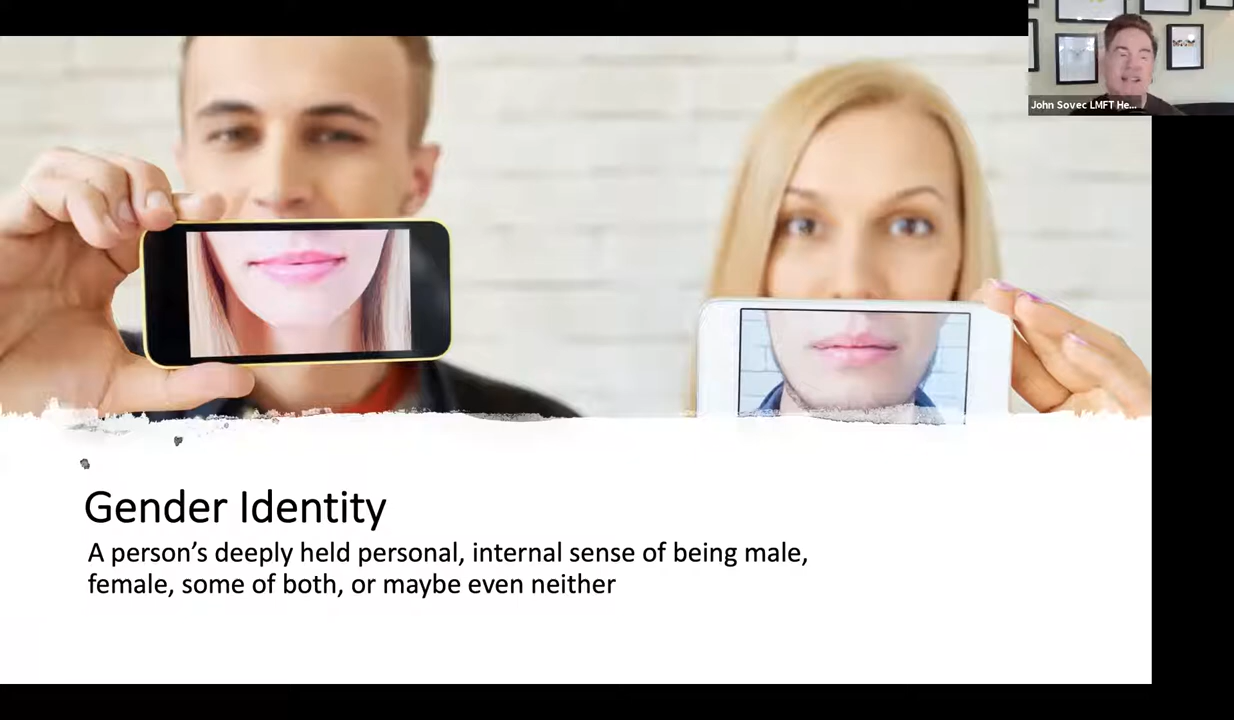 John Sovec LMFT He...
Gender Identity
A person’s deeply held personal, internal sense of being male,
female, some of both, or maybe even neither